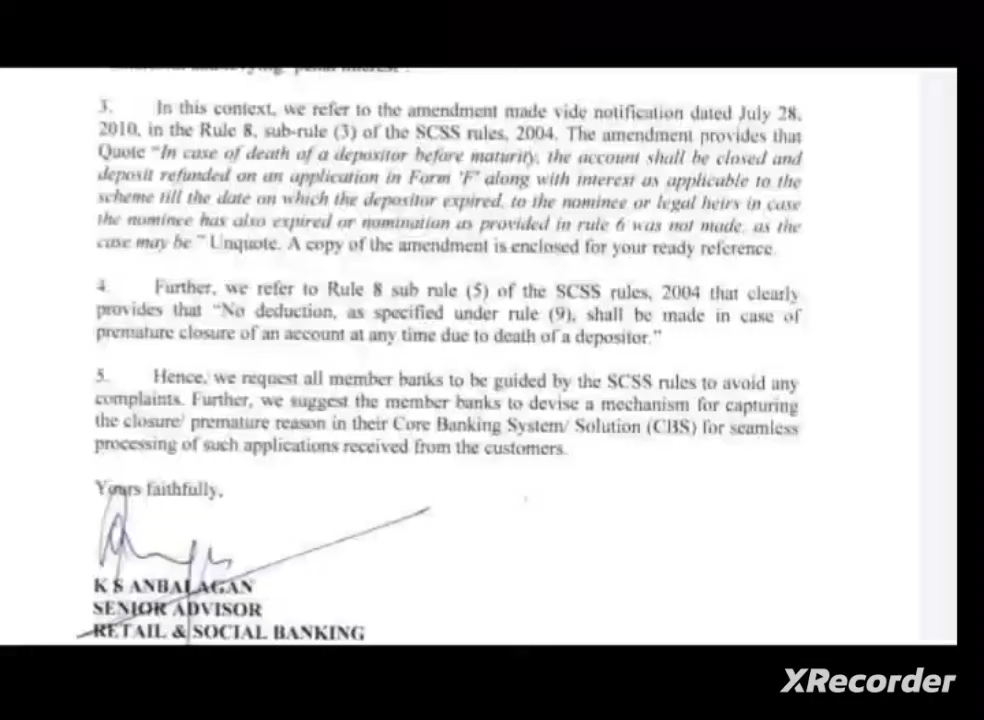 3. In this context, we refer to the amendment made vide notification dated July 28,
2010, in the Rule 8, sub-rule (3) of the SCSS rules, 2004. The amendment provides that
Quote "In case of death of a depositor before maturity, the account shall be closed and
deposit refunded on an application in Form 'F' along with interest as applicable to the
scheme till the date on which the depositor expired, to the nominee or legal heirs in case
the nominee has also expired or nomination as provided in rule 6 was not made, as the
case may be " Unquote. A copy of the amendment is enclosed for your ready reference.
4. Further, we refer to Rule 8 sub rule (5) of the SCSS rules, 2004 that clearly
provides that "No deduction, as specified under rule (9), shall be made in case of
premature closure of an account at any time due to death of a depositor."
5. Hence, we request all member banks to be guided by the SCSS rules to avoid any
complaints. Further, we suggest the member banks to devise a mechanism for capturing
the closure/ premature reason in their Core Banking System/ Solution (CBS) for seamless
processing of such applications received from the customers.
Yours faithfully,
K S ANBALAGAN
SENIOR ADVISOR
RETAIL & SOCIAL BANKING
XRecorder